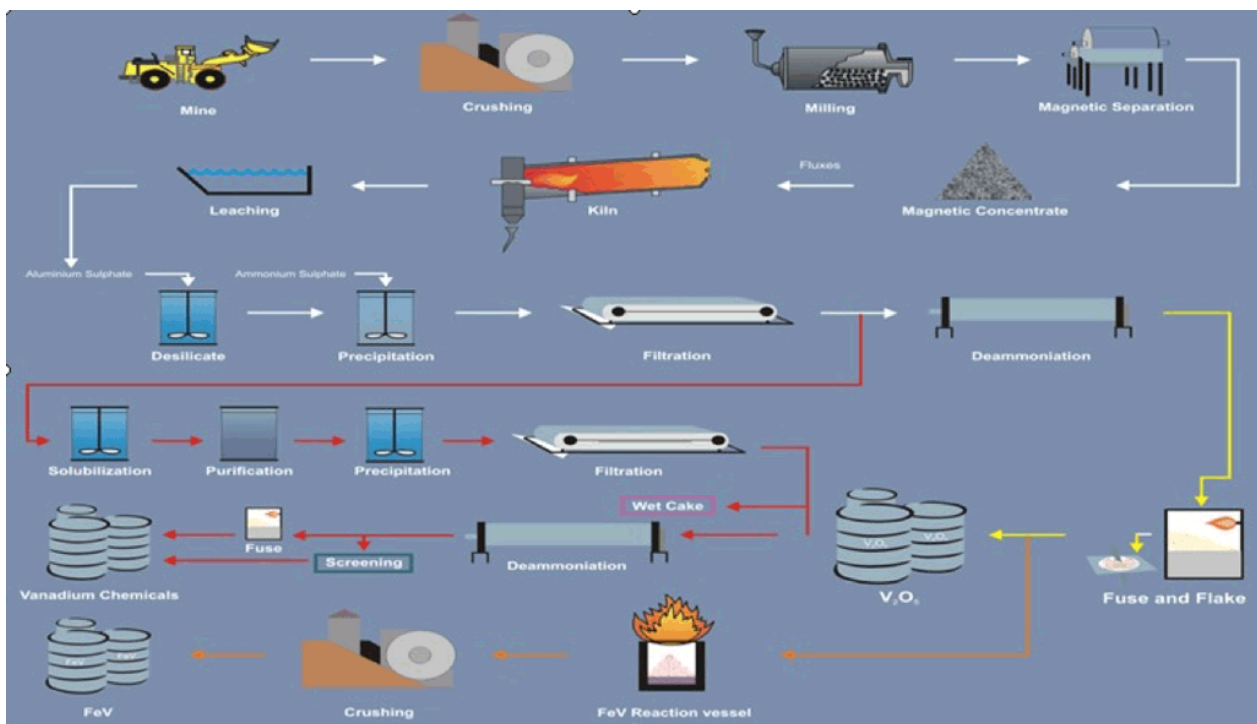 Mine
Crushing
Milling
Magnetic Separation
Leaching
Kiln
Fluxes
Magnetic Concentrate
Aluminium Sulphate
Ammonium Sulphate
Desilicate
Precipitation
Filtration
Deammoniation
Solubilization
Purification
Precipitation
Filtration
Wet Cake
Fuse
Screening
Deammoniation
Vanadium Chemicals
V₂O₅
V₂O₅
V₂O₅
Fuse and Flake
FeV
FeV
FeV
Crushing
FeV Reaction vessel